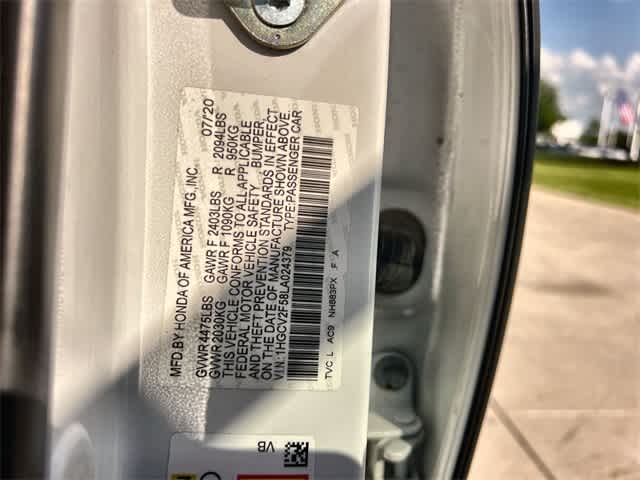 MFD.BY HONDA OF AMERICA MFG.,INC. 07/20
GVWR 4475LBS GAWR F 2403LBS R 2094LBS
GVWR 2030KG GAWR F 1090KG R 950KG
THIS VEHICLE CONFORMS TO ALL APPLICABLE
FEDERAL MOTOR VEHICLE SAFETY, BUMPER,
AND THEFT PREVENTION STANDARDS IN EFFECT
ON THE DATE OF MANUFACTURE SHOWN ABOVE.
V.I.N.:1HGCV2F58LA024379 TYPE:PASSENGER CAR
TVC L AC9 NH883PX F A
VB